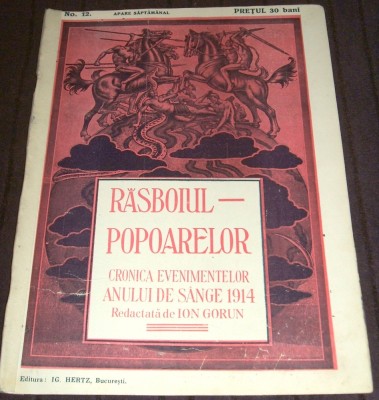 No. 12. APARE SĂPTĂMÂNAL PREȚUL 30 bani
RĂSBOIUL —
POPOARELOR
CRONICA EVENIMENTELOR
ANULUI DE SÂNGE 1914
Redactată de ION GORUN
Editura: IG. HERTZ, București.